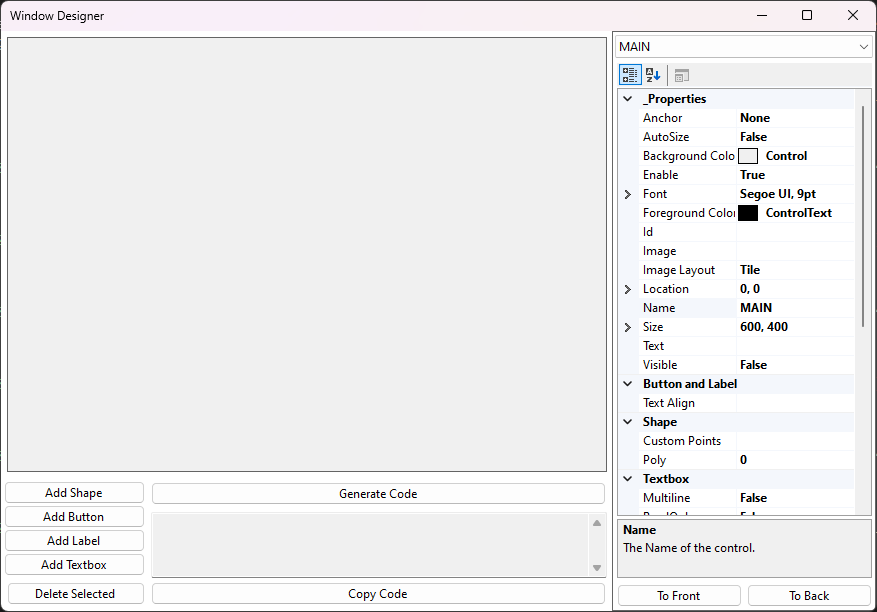 Window Designer
MAIN
_Properties
Anchor None
AutoSize False
Background Colo Control
Enable True
Font Segoe UI, 9pt
Foreground Color ControlText
Id
Image
Image Layout Tile
Location 0, 0
Name MAIN
Size 600, 400
Text
Visible False
Button and Label
Text Align
Shape
Custom Points
Poly 0
Textbox
Multiline False
Name
The Name of the control.
Add Shape
Generate Code
Add Button
Add Label
Add Textbox
Delete Selected
Copy Code
To Front
To Back